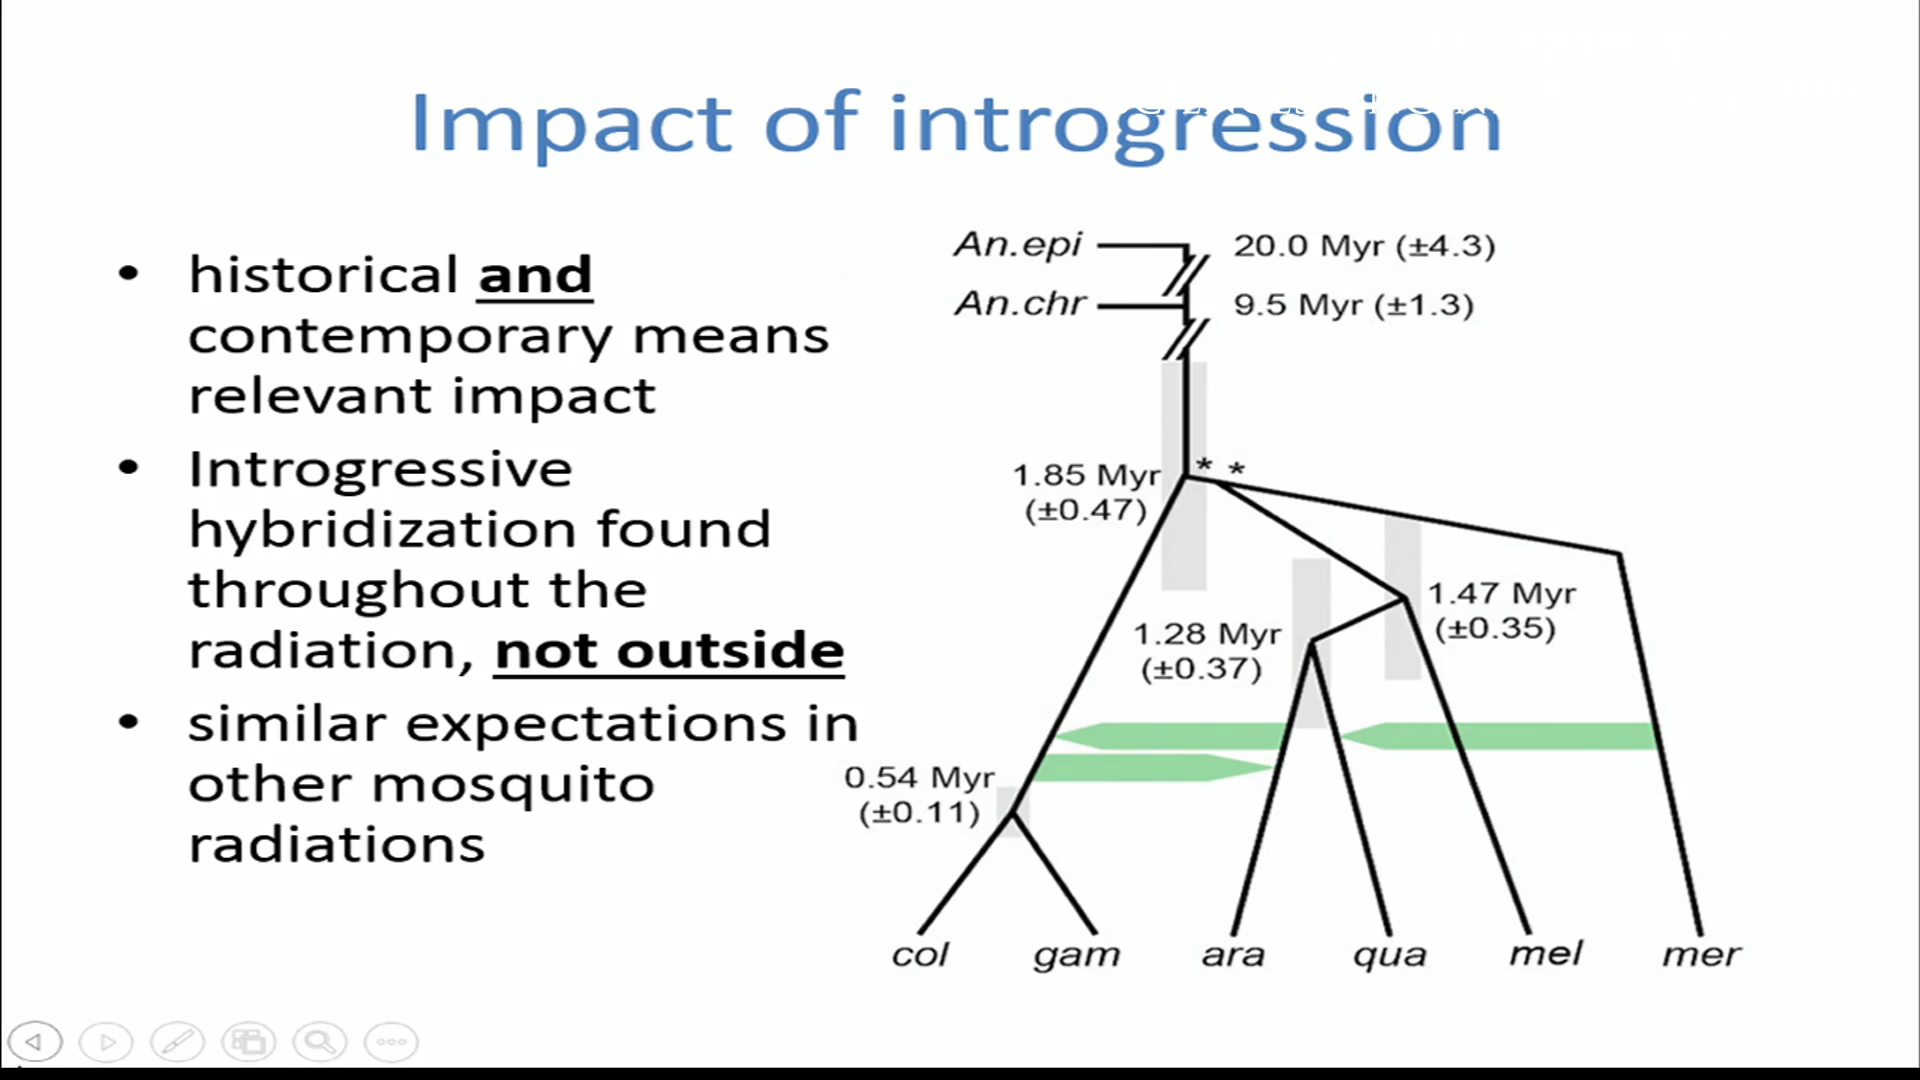 Impact of introgression
• historical and
contemporary means
relevant impact
• Introgressive
hybridization found
throughout the
radiation, not outside
• similar expectations in
other mosquito
radiations
An.epi
20.0 Myr (±4.3)
An.chr
9.5 Myr (±1.3)
* *
1.85 Myr
(±0.47)
1.47 Myr
(±0.35)
1.28 Myr
(±0.37)
0.54 Myr
(±0.11)
col gam ara qua mel mer